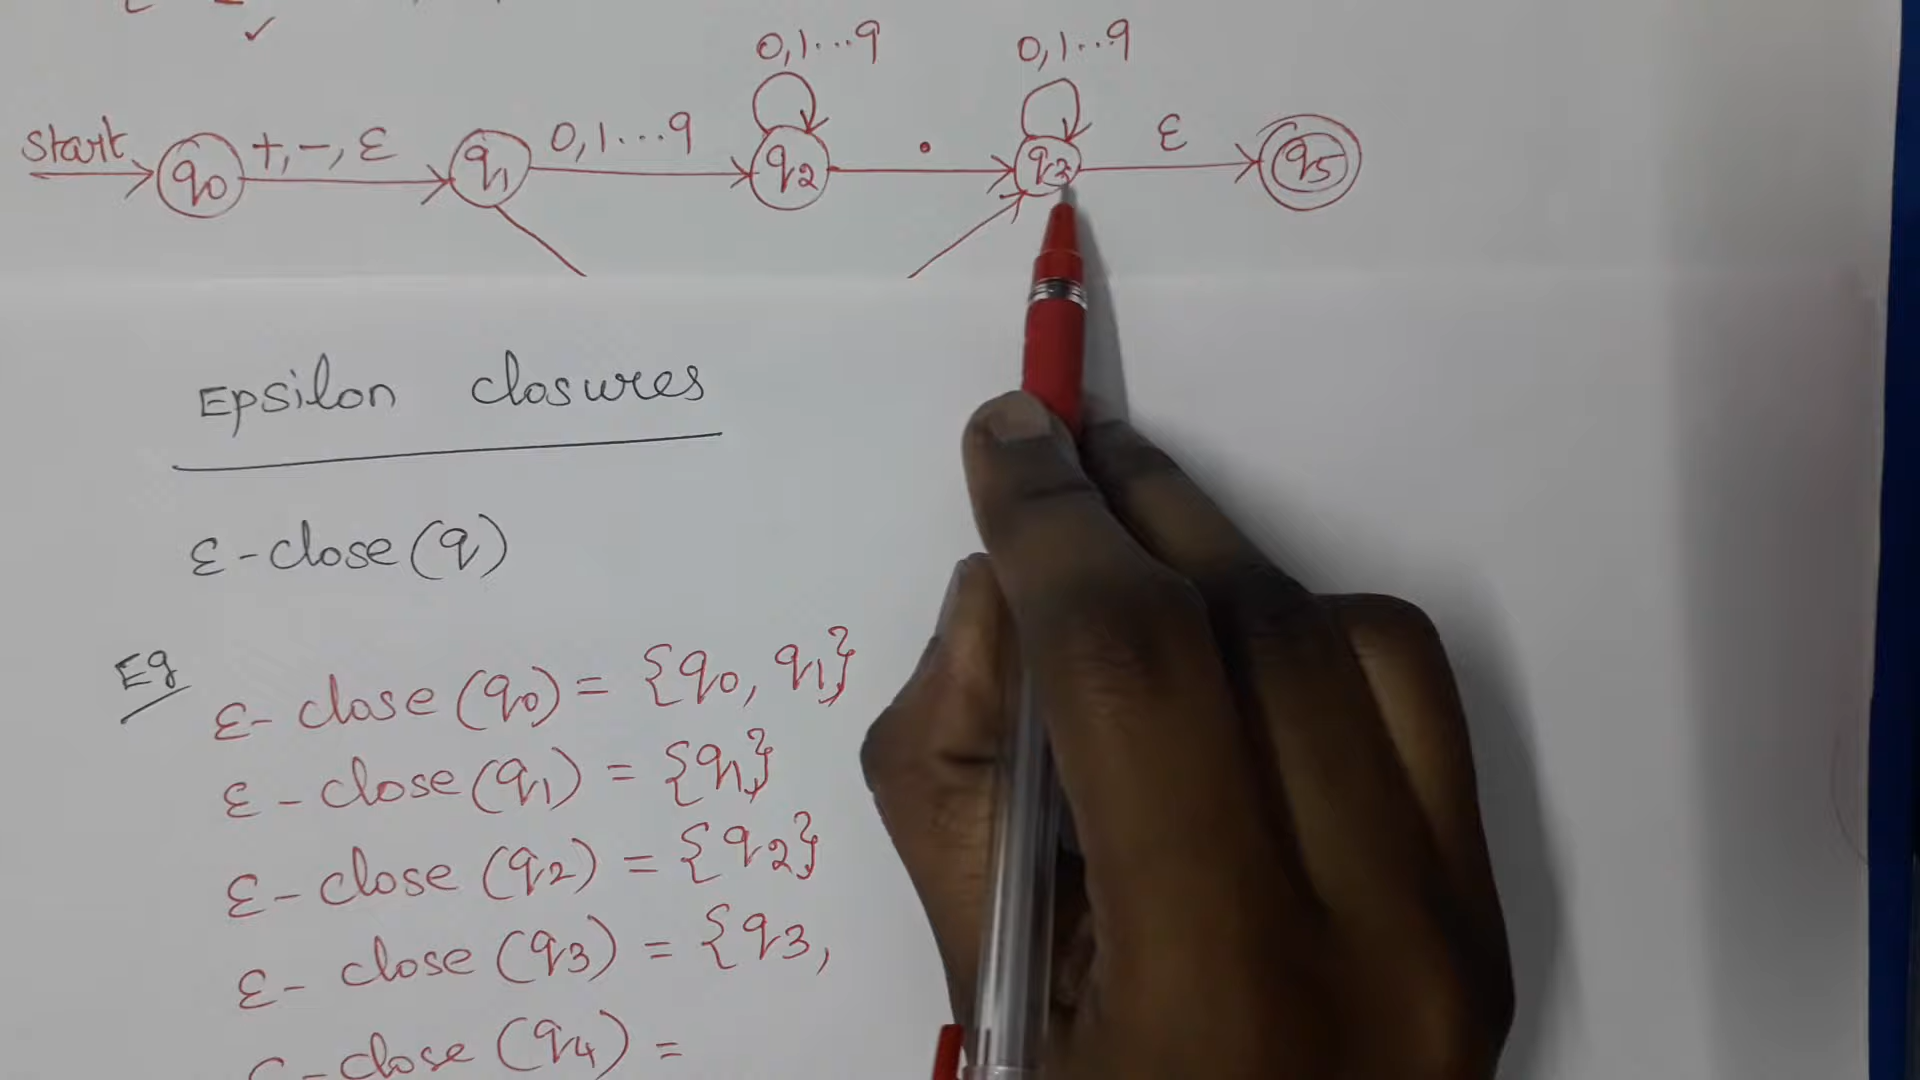 0,1...9 0,1...9
start q0 +,-,ε q1 0,1...9 q2 . q3 ε q5
Epsilon closures
ε-close(q)
Eg
ε-close(q0) = {q0, q1}
ε-close(q1) = {q1}
ε-close(q2) = {q2}
ε-close(q3) = {q3,
ε-close(q4) =